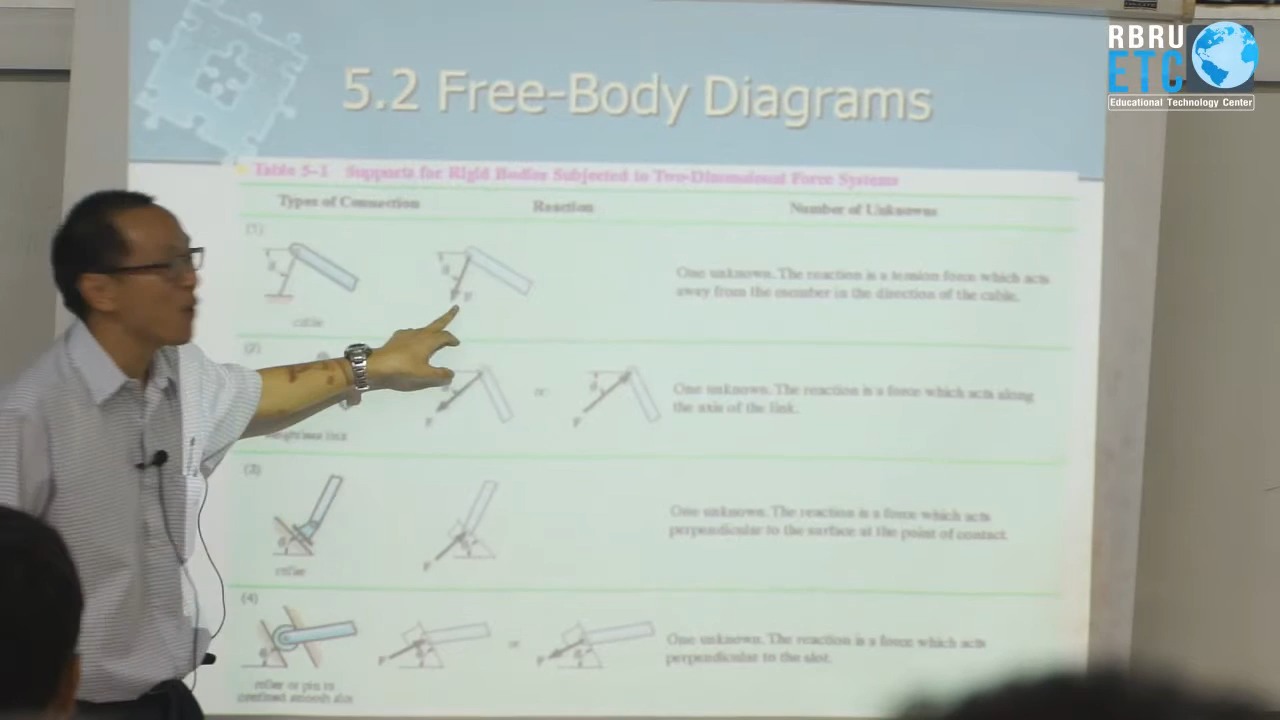 RBRU
ETC
Educational Technology Center
5.2 Free-Body Diagrams
Table 5-1 Supports for Rigid Bodies Subjected to Two-Dimensional Force Systems
Types of Connection Reaction Number of Unknowns
(1)
One unknown. The reaction is a tension force which acts
away from the member in the direction of the cable.
cable
(2)
or
One unknown. The reaction is a force which acts along
the axis of the link.
weightless link
(3)
One unknown. The reaction is a force which acts
perpendicular to the surface at the point of contact.
roller
(4)
or
One unknown. The reaction is a force which acts
perpendicular to the slot.
roller or pin in
confined smooth slot